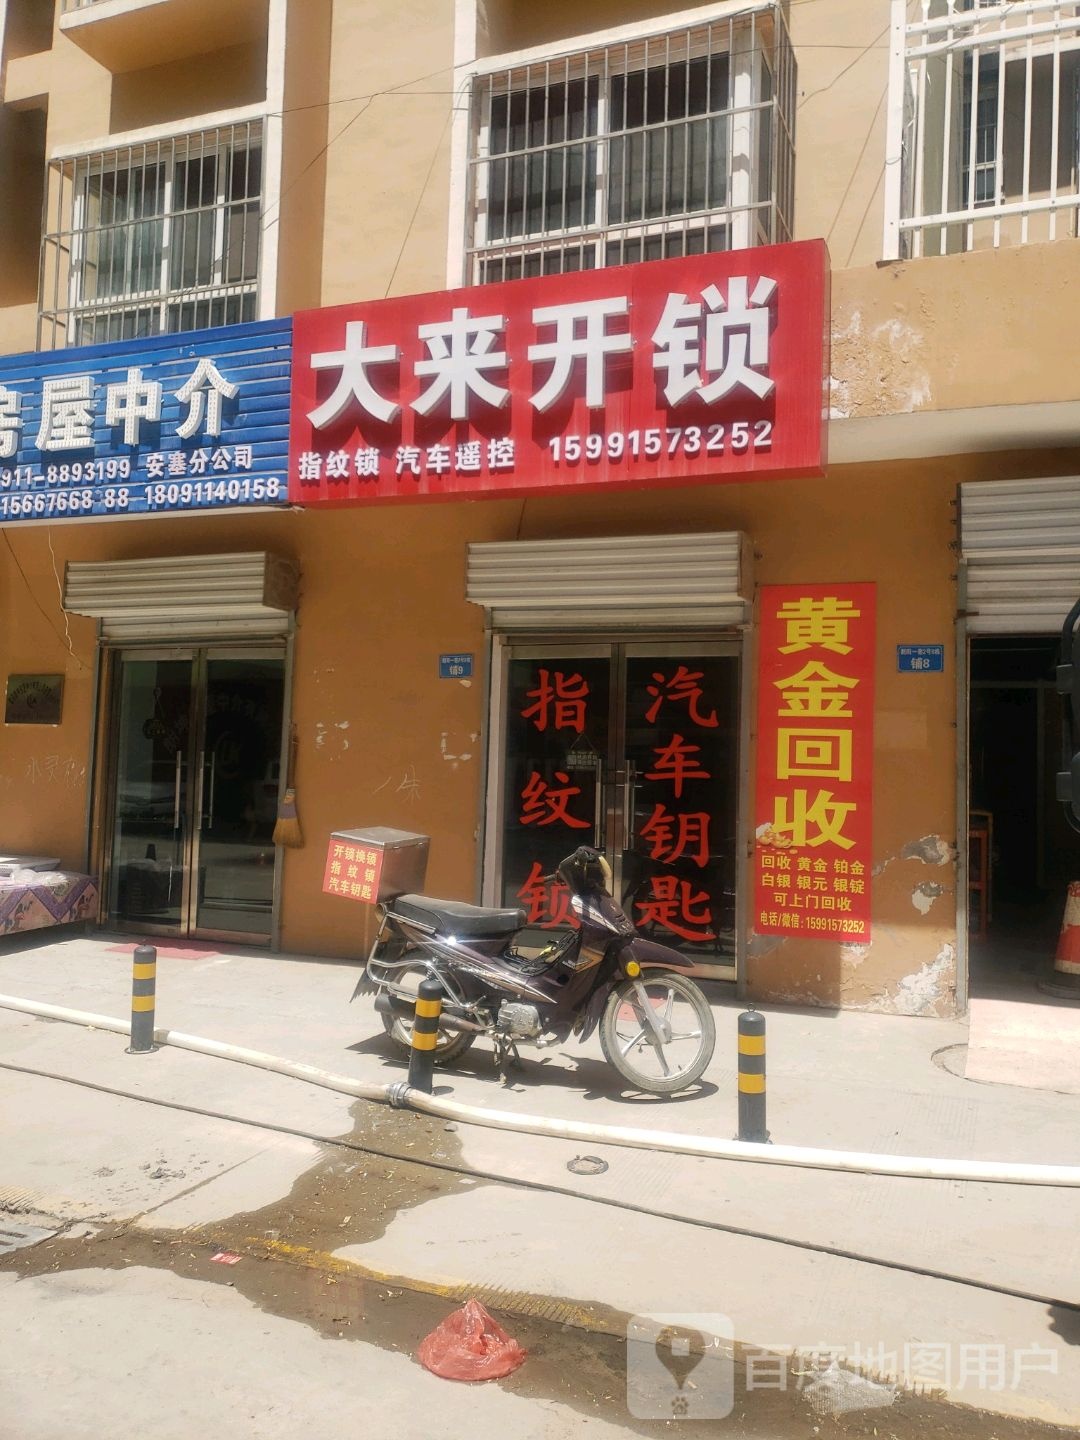 房屋中介
911-8893199 安塞分公司
15667668 88 18091140158
大来开锁
指纹锁 汽车遥控 15991573252
铺9
铺8
指纹锁
汽车钥匙
黄金回收
回收 黄金 铂金
白银 银元 银锭
可上门回收
电话/微信:15991573252
开锁换锁
指纹锁
汽车钥匙
百度地图用户